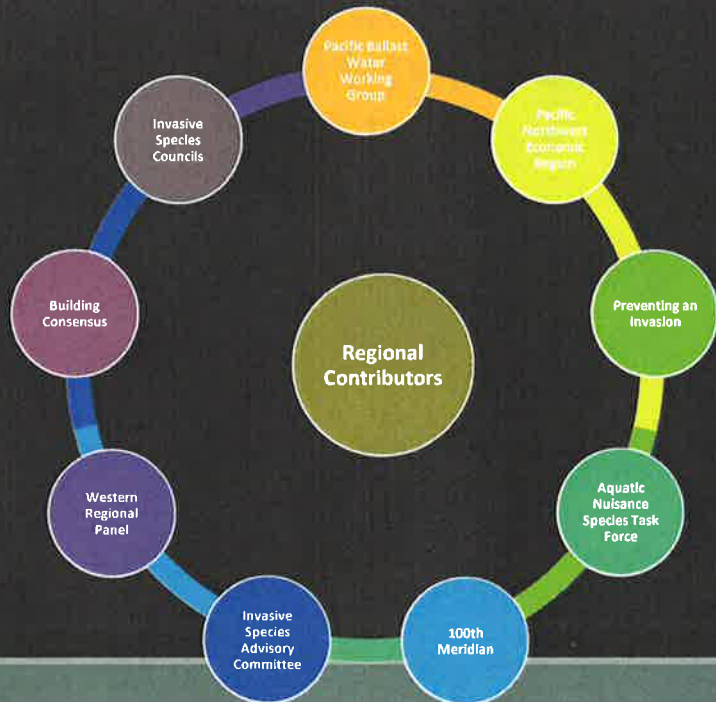 Pacific Ballast
Water
Working
Group
Pacific
Northwest
Economic
Region
Preventing an
Invasion
Aquatic
Nuisance
Species Task
Force
100th
Meridian
Invasive
Species
Advisory
Committee
Western
Regional
Panel
Building
Consensus
Invasive
Species
Councils
Regional
Contributors